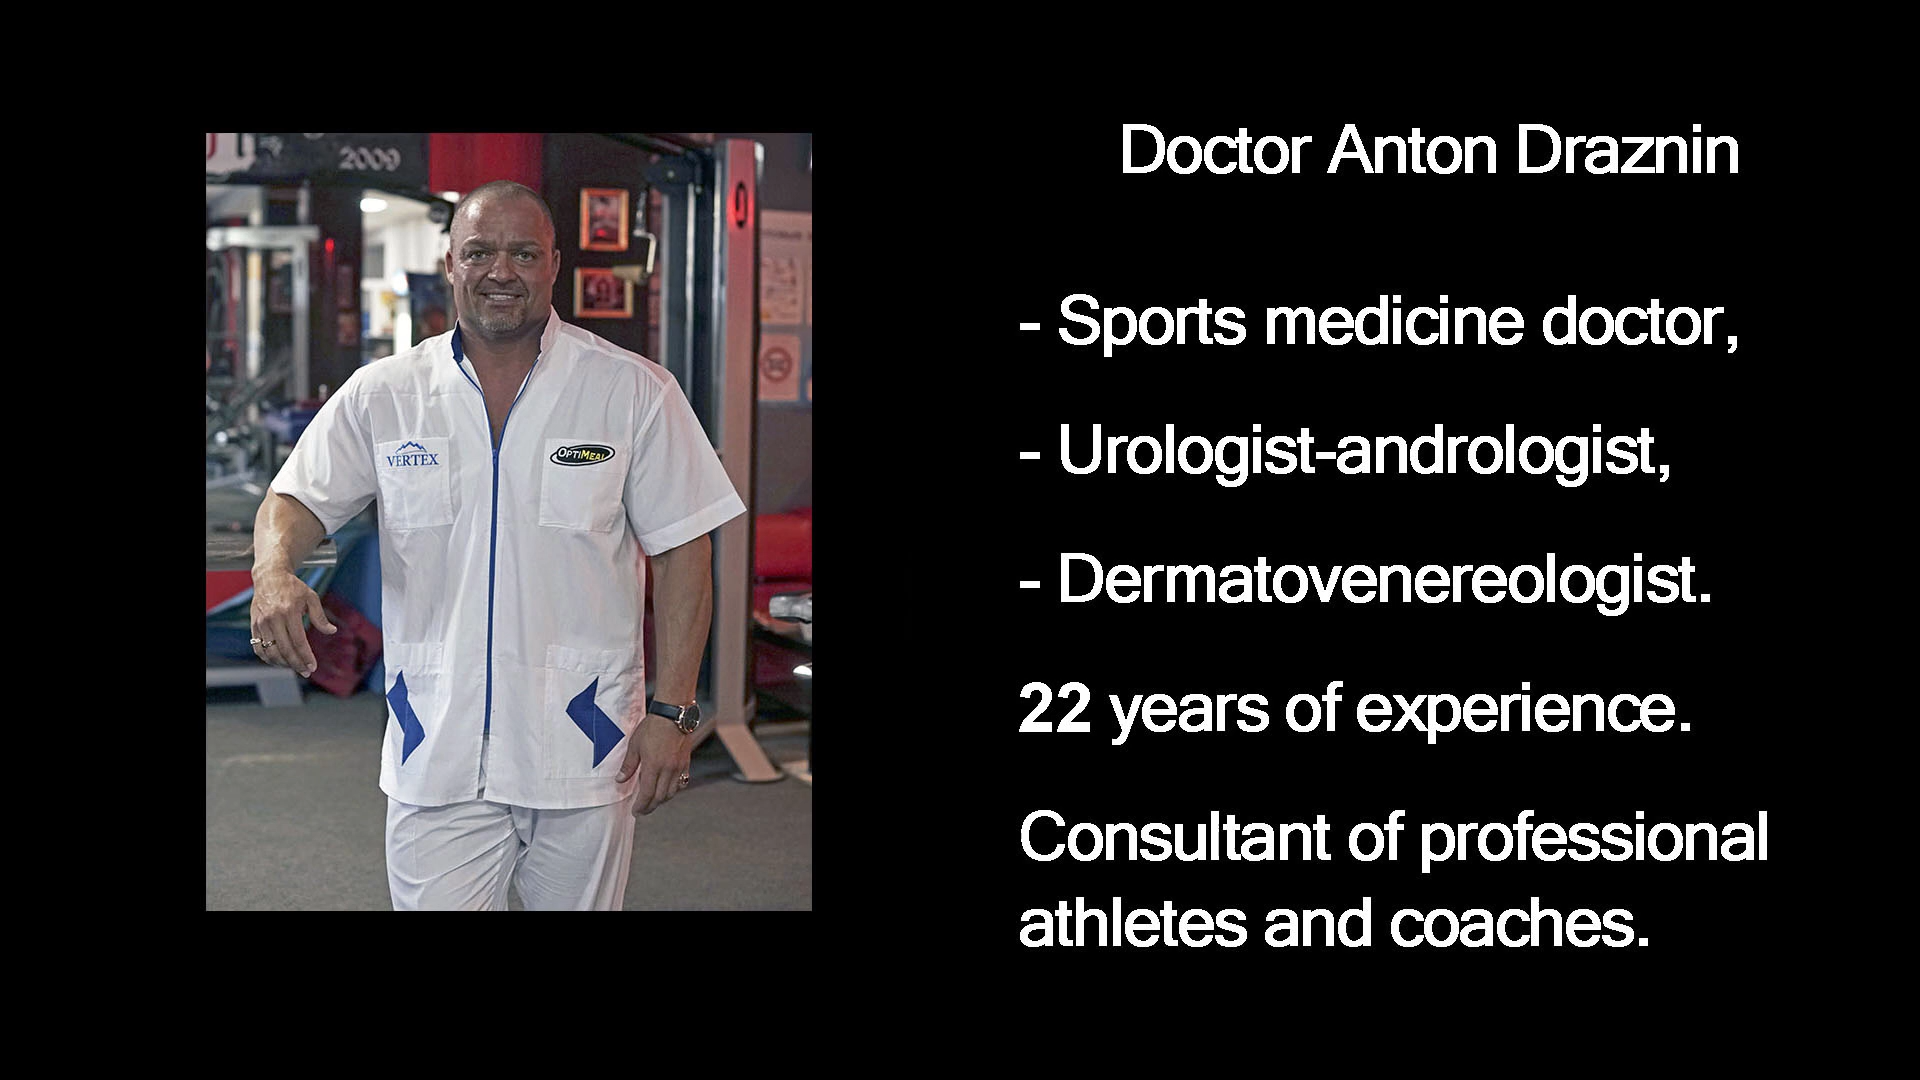 Doctor Anton Draznin
- Sports medicine doctor,
- Urologist-andrologist,
- Dermatovenereologist.
22 years of experience.
Consultant of professional
athletes and coaches.
2009
VERTEX
OPTIMEAL